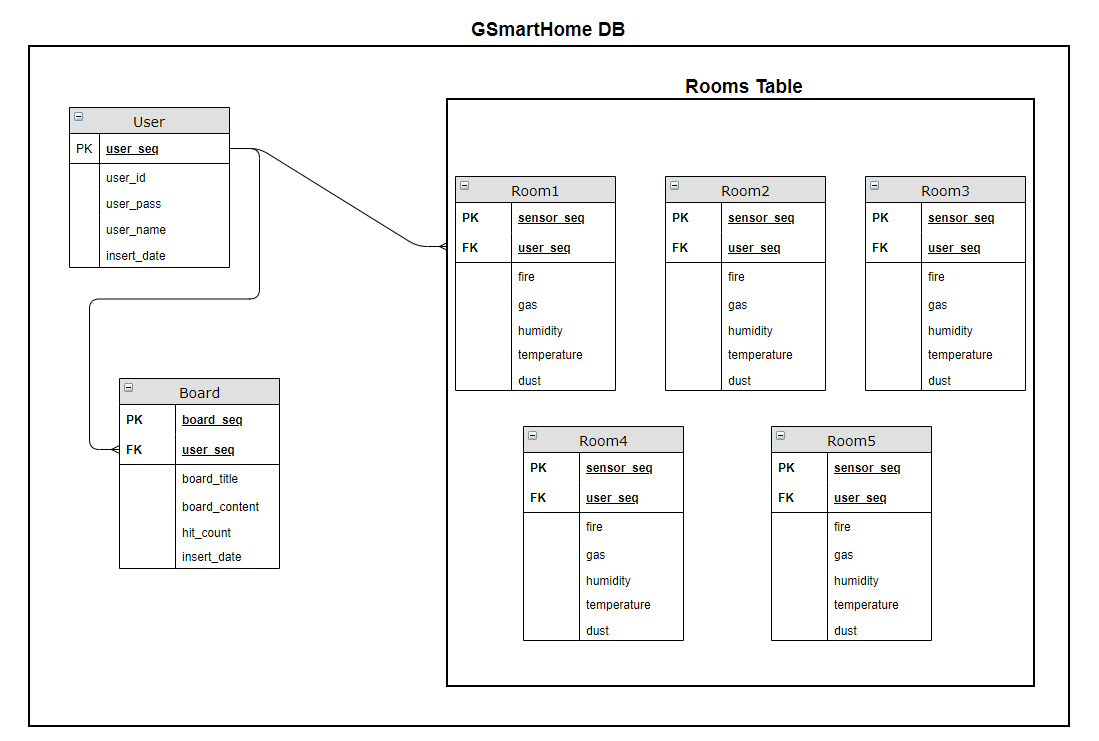 GSmartHome DB
Rooms Table
User
PK user_seq
user_id
user_pass
user_name
insert_date
Board
PK board_seq
FK user_seq
board_title
board_content
hit_count
insert_date
Room1
PK sensor_seq
FK user_seq
fire
gas
humidity
temperature
dust
Room2
PK sensor_seq
FK user_seq
fire
gas
humidity
temperature
dust
Room3
PK sensor_seq
FK user_seq
fire
gas
humidity
temperature
dust
Room4
PK sensor_seq
FK user_seq
fire
gas
humidity
temperature
dust
Room5
PK sensor_seq
FK user_seq
fire
gas
humidity
temperature
dust